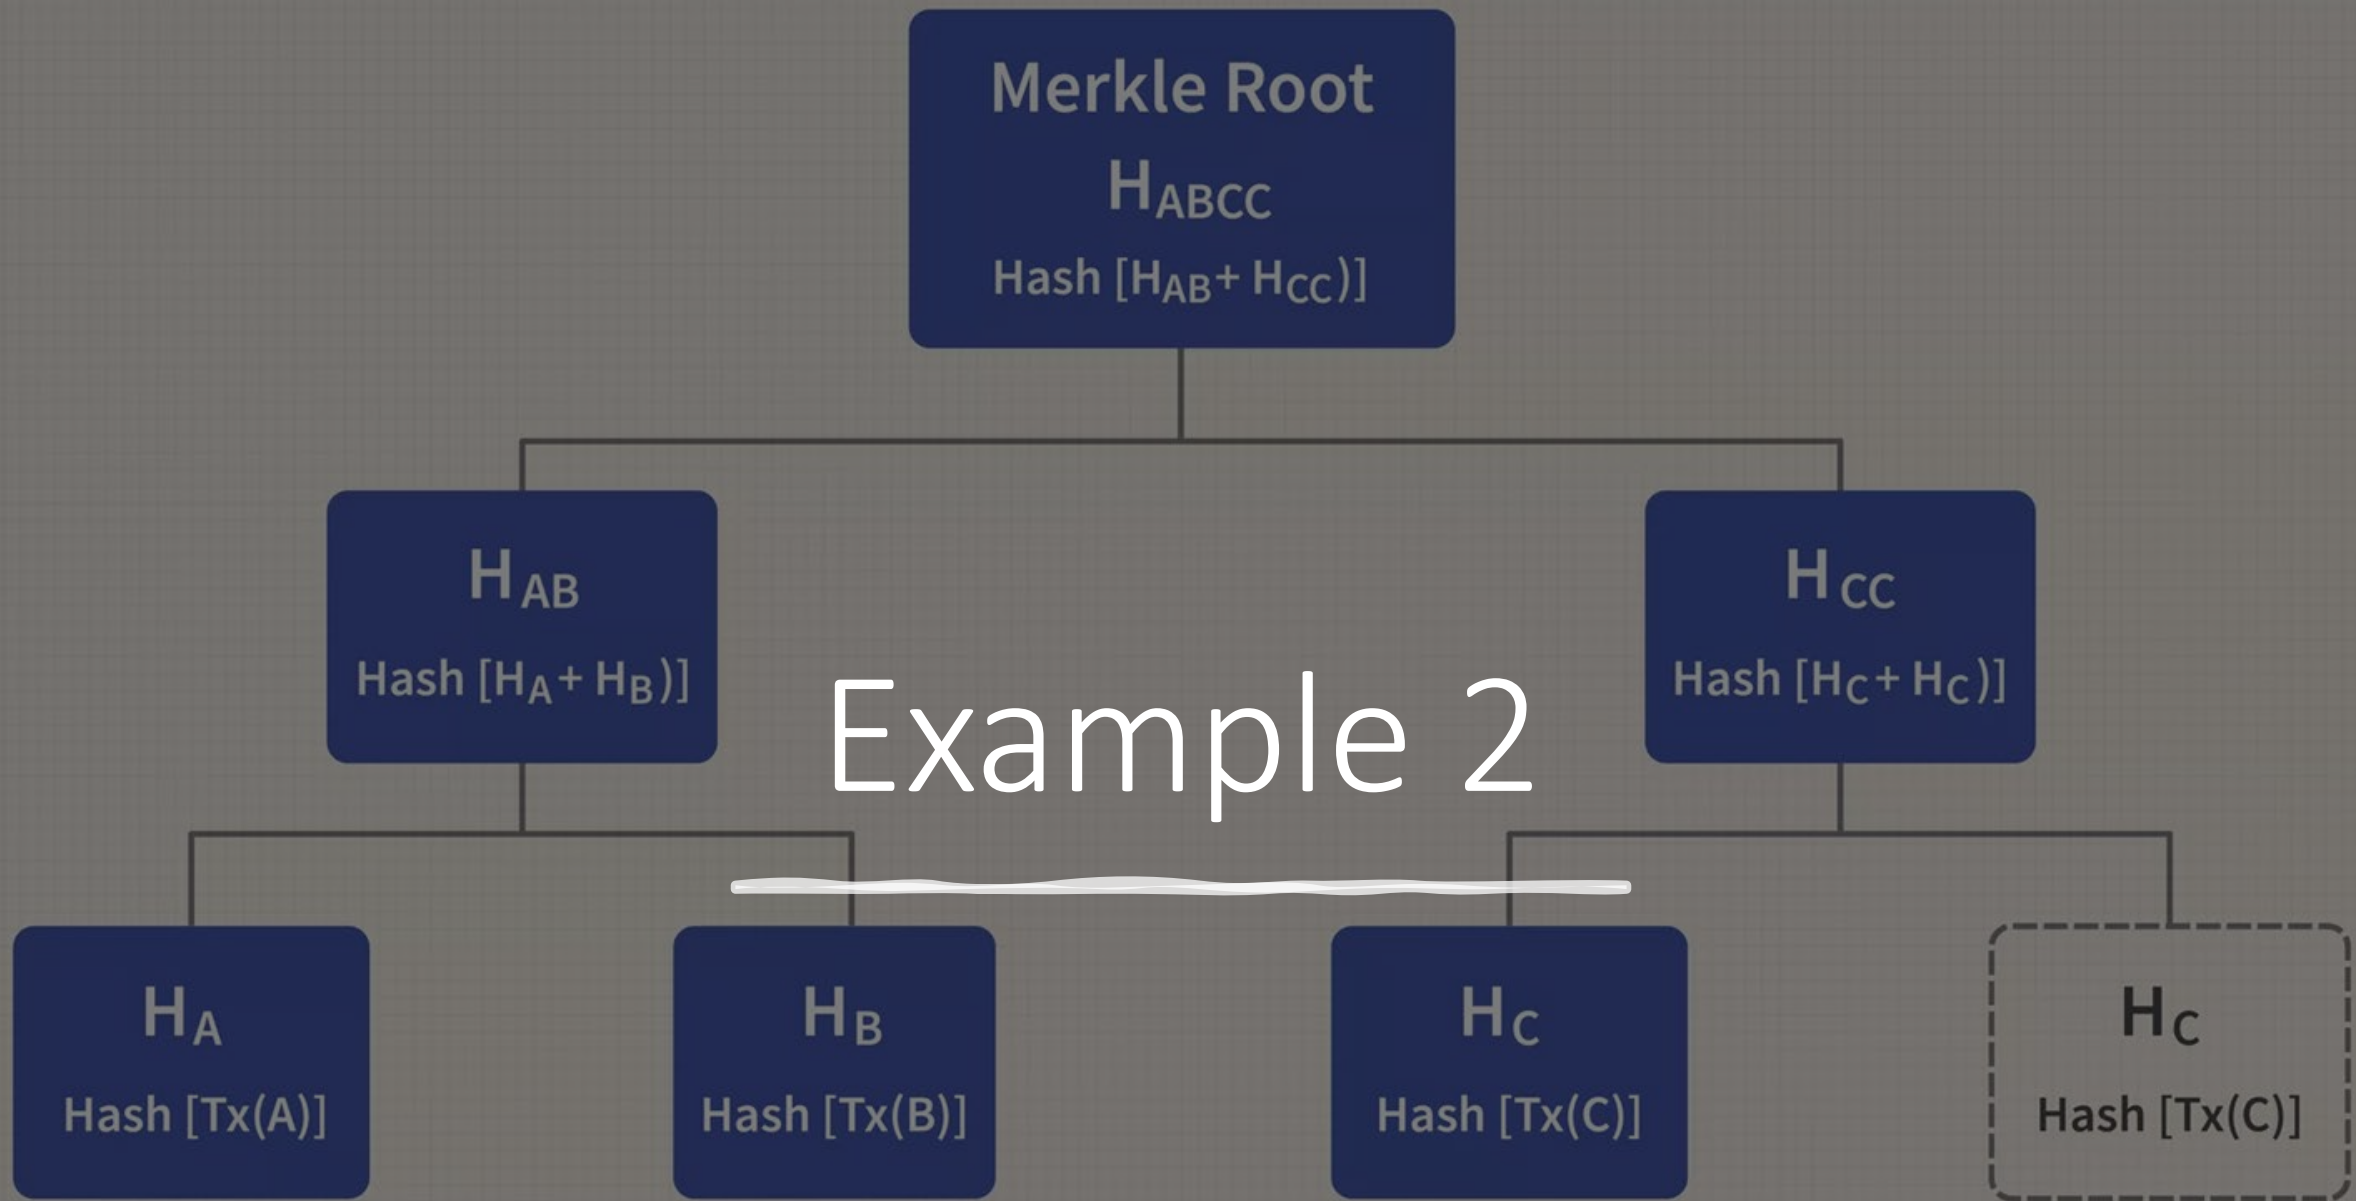 Merkle Root
HABCC
Hash [HAB+ HCC)]
HAB
Hash [HA+ HB)]
HCC
Hash [HC+ HC)]
Example 2
HA
Hash [Tx(A)]
HB
Hash [Tx(B)]
HC
Hash [Tx(C)]
HC
Hash [Tx(C)]